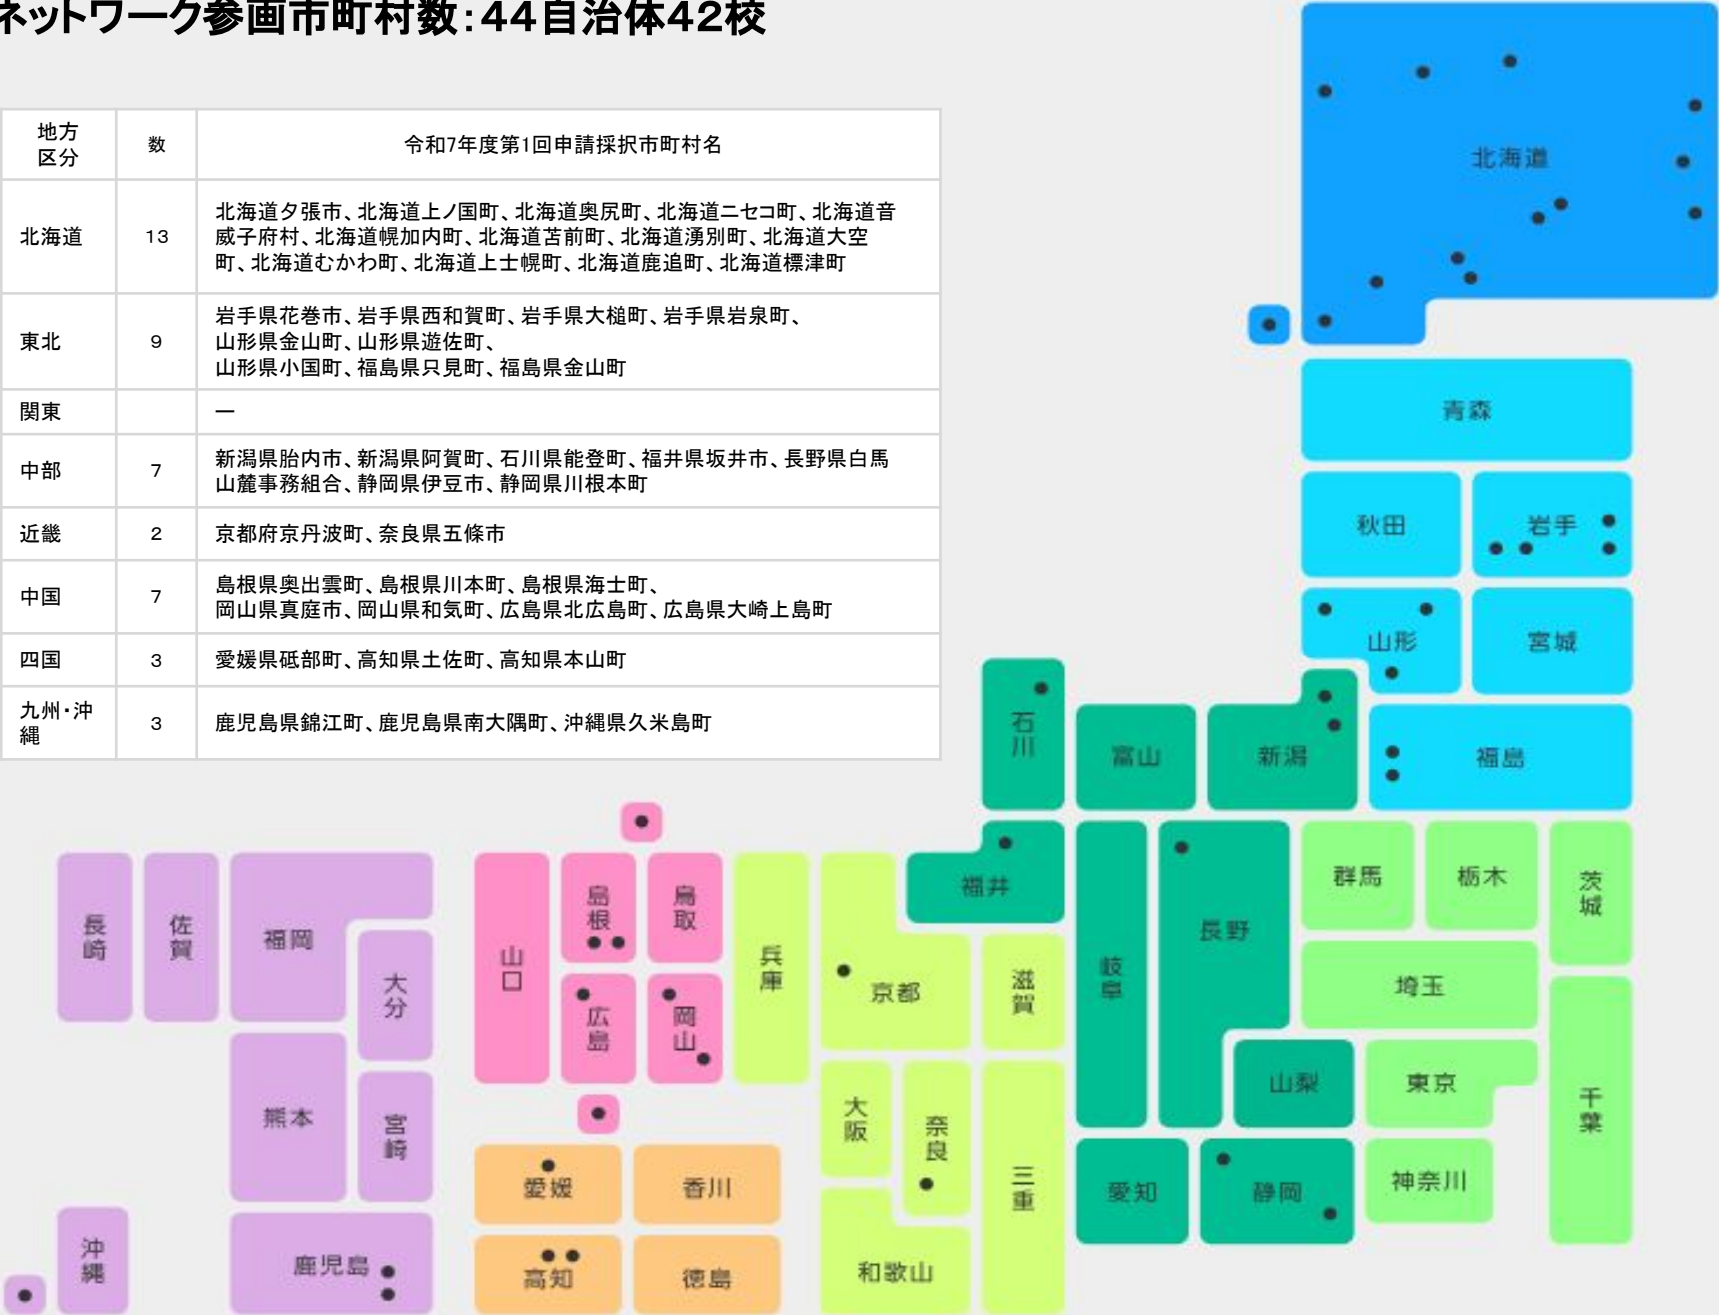 ネットワーク参画市町村数：44自治体42校
地方
区分
数
令和7年度第1回申請採択市町村名
北海道
13
北海道夕張市、北海道上ノ国町、北海道奥尻町、北海道ニセコ町、北海道音
威子府村、北海道幌加内町、北海道苫前町、北海道湧別町、北海道大空
町、北海道むかわ町、北海道上士幌町、北海道鹿追町、北海道標津町
東北
9
岩手県花巻市、岩手県西和賀町、岩手県大槌町、岩手県岩泉町、
山形県金山町、山形県遊佐町、
山形県小国町、福島県只見町、福島県金山町
関東
―
中部
7
新潟県胎内市、新潟県阿賀町、石川県能登町、福井県坂井市、長野県白馬
山麓事務組合、静岡県伊豆市、静岡県川根本町
近畿
2
京都府京丹波町、奈良県五條市
中国
7
島根県奥出雲町、島根県川本町、島根県海士町、
岡山県真庭市、岡山県和気町、広島県北広島町、広島県大崎上島町
四国
3
愛媛県砥部町、高知県土佐町、高知県本山町
九州・沖
縄
3
鹿児島県錦江町、鹿児島県南大隅町、沖縄県久米島町
北海道
青森
秋田
岩手
山形
宮城
石川
富山
新潟
福島
福井
群馬
栃木
茨城
長崎
佐賀
福岡
大分
山口
島根
鳥取
広島
岡山
兵庫
京都
滋賀
岐阜
長野
埼玉
山梨
東京
千葉
熊本
宮崎
大阪
奈良
三重
愛知
静岡
神奈川
愛媛
香川
高知
徳島
和歌山
沖縄
鹿児島